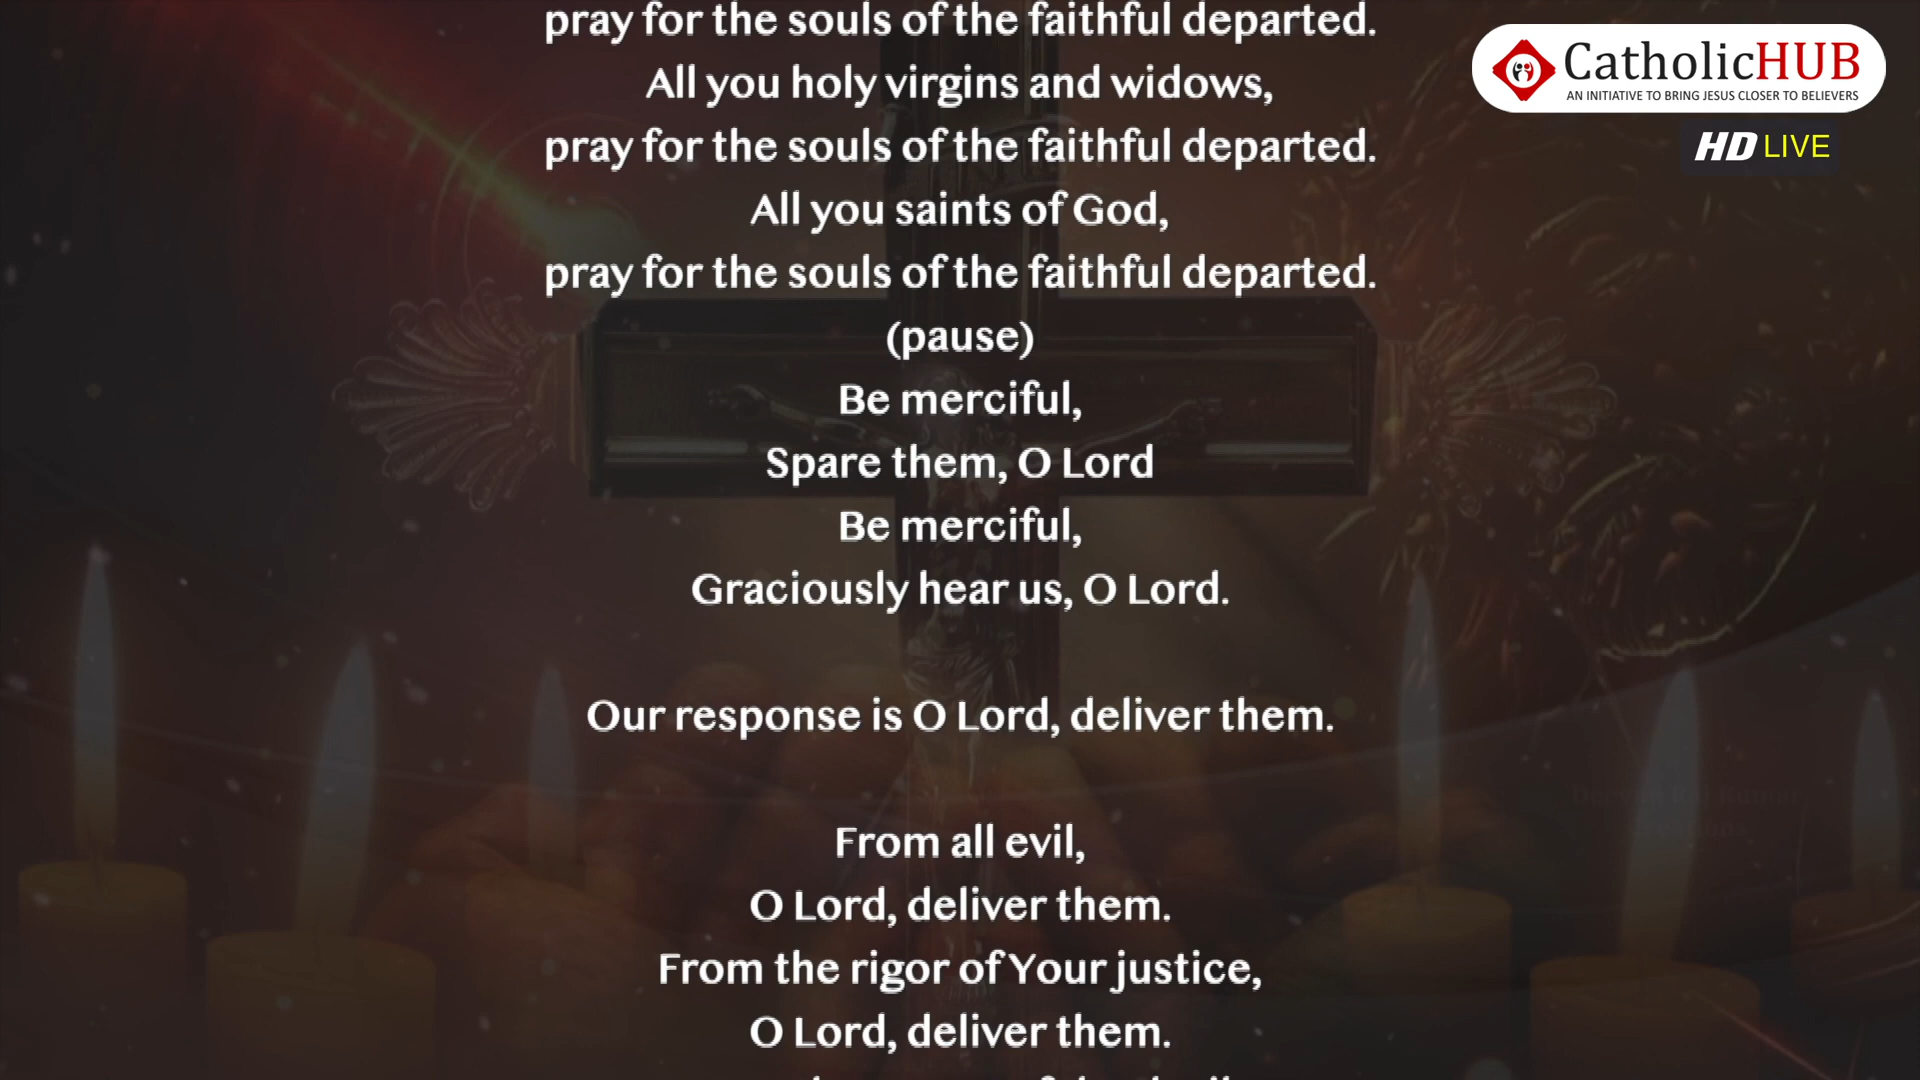 pray for the souls of the faithful departed.
All you holy virgins and widows,
pray for the souls of the faithful departed.
All you saints of God,
pray for the souls of the faithful departed.
(pause)
Be merciful,
Spare them, O Lord
Be merciful,
Graciously hear us, O Lord.
Our response is O Lord, deliver them.
From all evil,
O Lord, deliver them.
From the rigor of Your justice,
O Lord, deliver them.
CatholicHUB
AN INITIATIVE TO BRING JESUS CLOSER TO BELIEVERS
HD LIVE